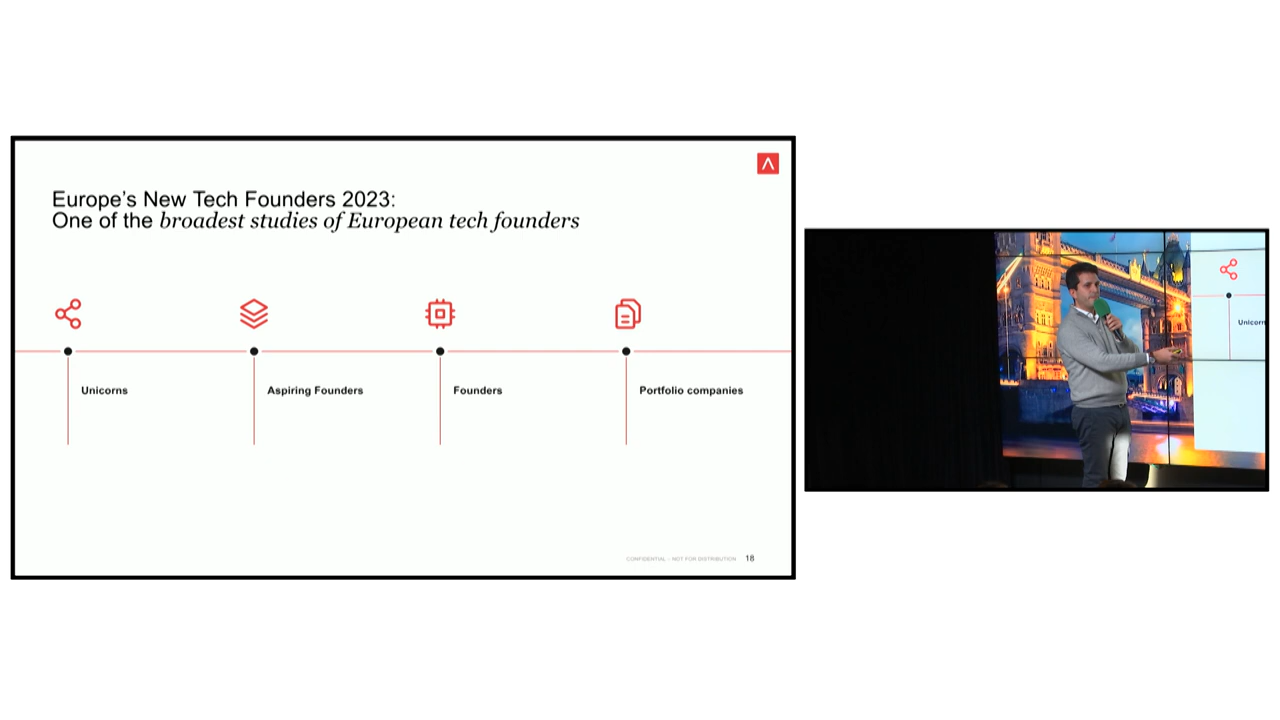 Europe’s New Tech Founders 2023:
One of the broadest studies of European tech founders
Unicorns
Aspiring Founders
Founders
Portfolio companies
CONFIDENTIAL – NOT FOR DISTRIBUTION 18
Unicorn